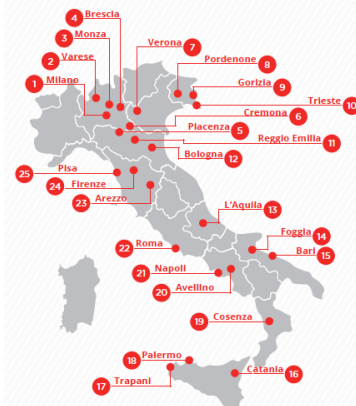 4 Brescia
3 Monza
Verona 7
2 Varese
Pordenone 8
1 Milano
Gorizia 9
Trieste 10
Cremona 6
Piacenza 5
Reggio Emilia 11
Bologna 12
25 Pisa
24 Firenze
23 Arezzo
L'Aquila 13
Foggia 14
22 Roma
Bari 15
21 Napoli
20 Avellino
19 Cosenza
18 Palermo
Catania 16
17 Trapani